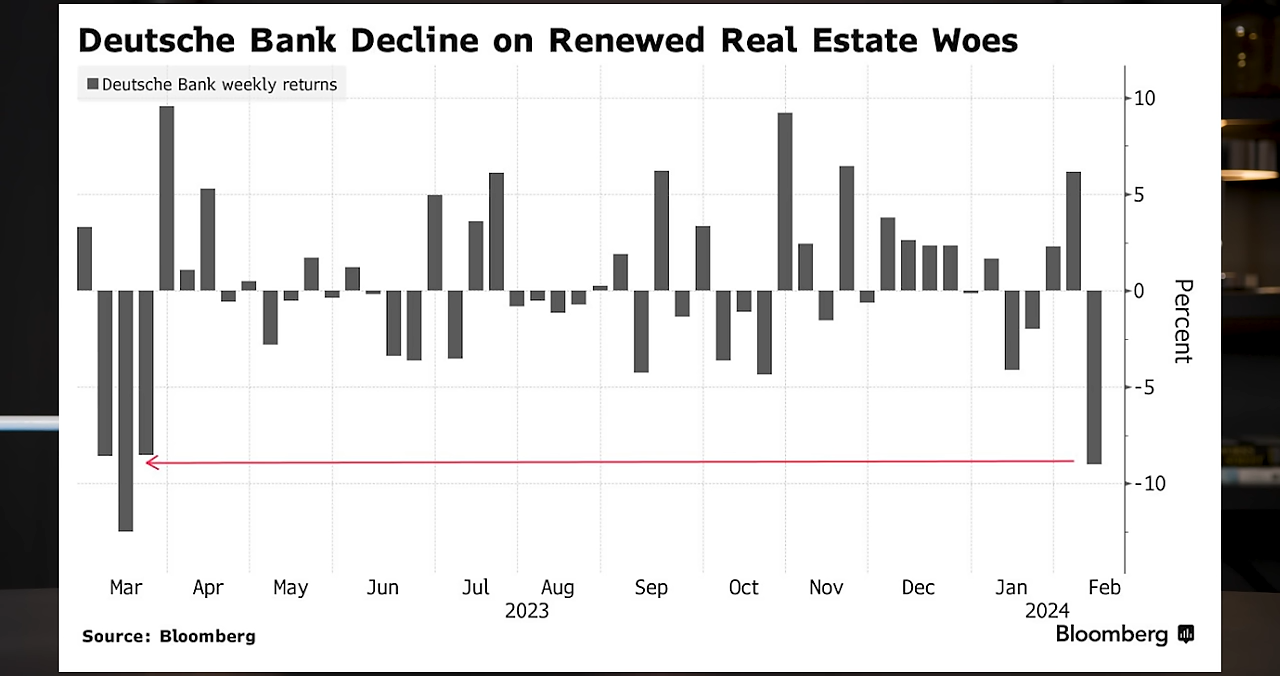 Deutsche Bank Decline on Renewed Real Estate Woes
Deutsche Bank weekly returns
10
5
0
-5
-10
Percent
Mar Apr May Jun Jul Aug Sep Oct Nov Dec Jan Feb
2023 2024
Source: Bloomberg
Bloomberg